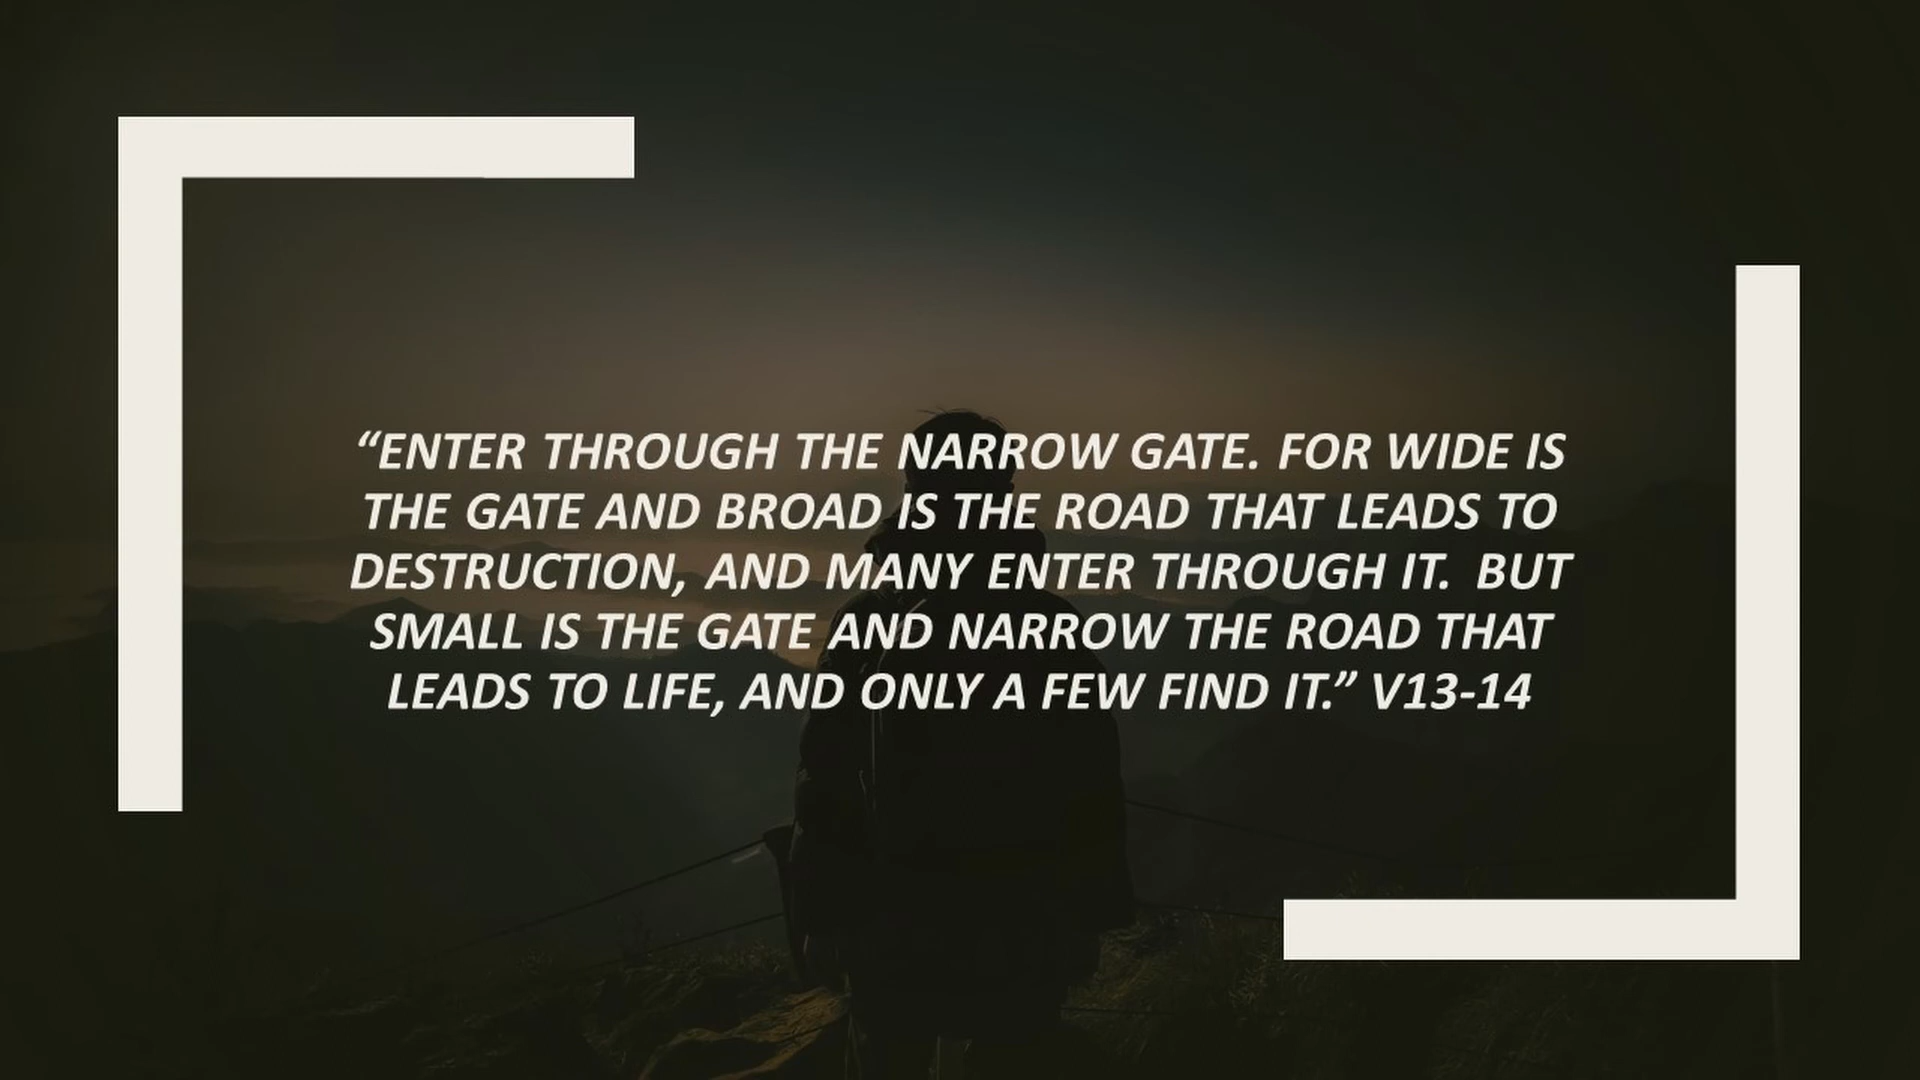 “ENTER THROUGH THE NARROW GATE. FOR WIDE IS
THE GATE AND BROAD IS THE ROAD THAT LEADS TO
DESTRUCTION, AND MANY ENTER THROUGH IT.  BUT
SMALL IS THE GATE AND NARROW THE ROAD THAT
LEADS TO LIFE, AND ONLY A FEW FIND IT.” V13-14